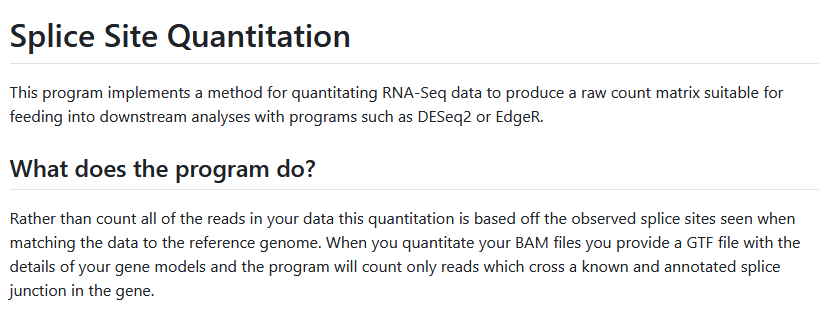 Splice Site Quantitation
This program implements a method for quantitating RNA-Seq data to produce a raw count matrix suitable for
feeding into downstream analyses with programs such as DESeq2 or EdgeR.
What does the program do?
Rather than count all of the reads in your data this quantitation is based off the observed splice sites seen when
matching the data to the reference genome. When you quantitate your BAM files you provide a GTF file with the
details of your gene models and the program will count only reads which cross a known and annotated splice
junction in the gene.